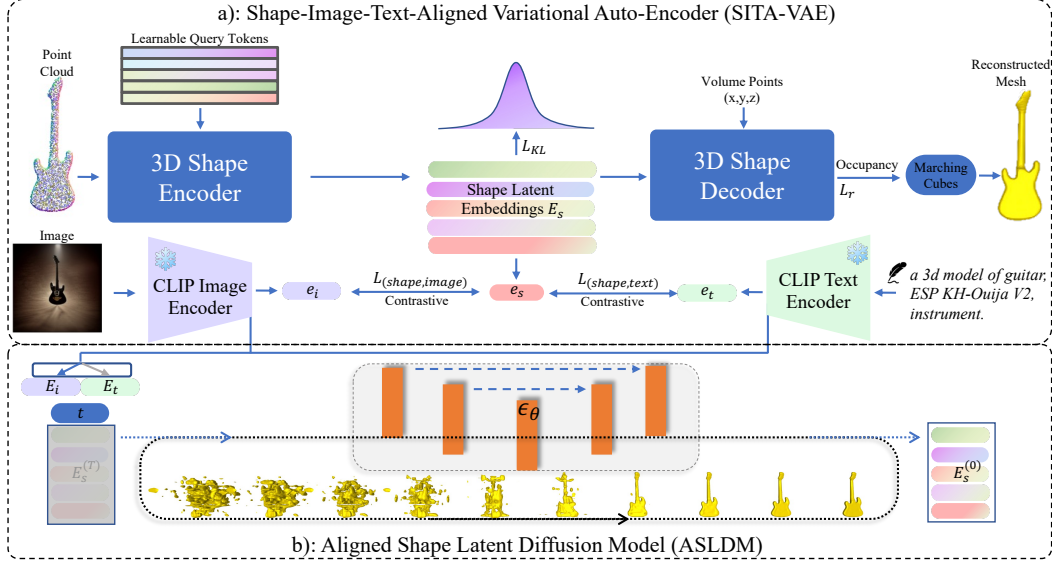 a): Shape-Image-Text-Aligned Variational Auto-Encoder (SITA-VAE)
Point
Cloud
Learnable Query Tokens
3D Shape
Encoder
L_{KL}
Shape Latent
Embeddings E_s
Volume Points
(x,y,z)
3D Shape
Decoder
Occupancy
L_r
Marching
Cubes
Reconstructed
Mesh
Image
CLIP Image
Encoder
e_i
L_{(shape,image)}
Contrastive
e_s
L_{(shape,text)}
Contrastive
e_t
CLIP Text
Encoder
a 3d model of guitar,
ESP KH-Ouija V2,
instrument.
E_i
E_t
t
E_s^{(T)}
ϵ_θ
E_s^{(0)}
b): Aligned Shape Latent Diffusion Model (ASLDM)